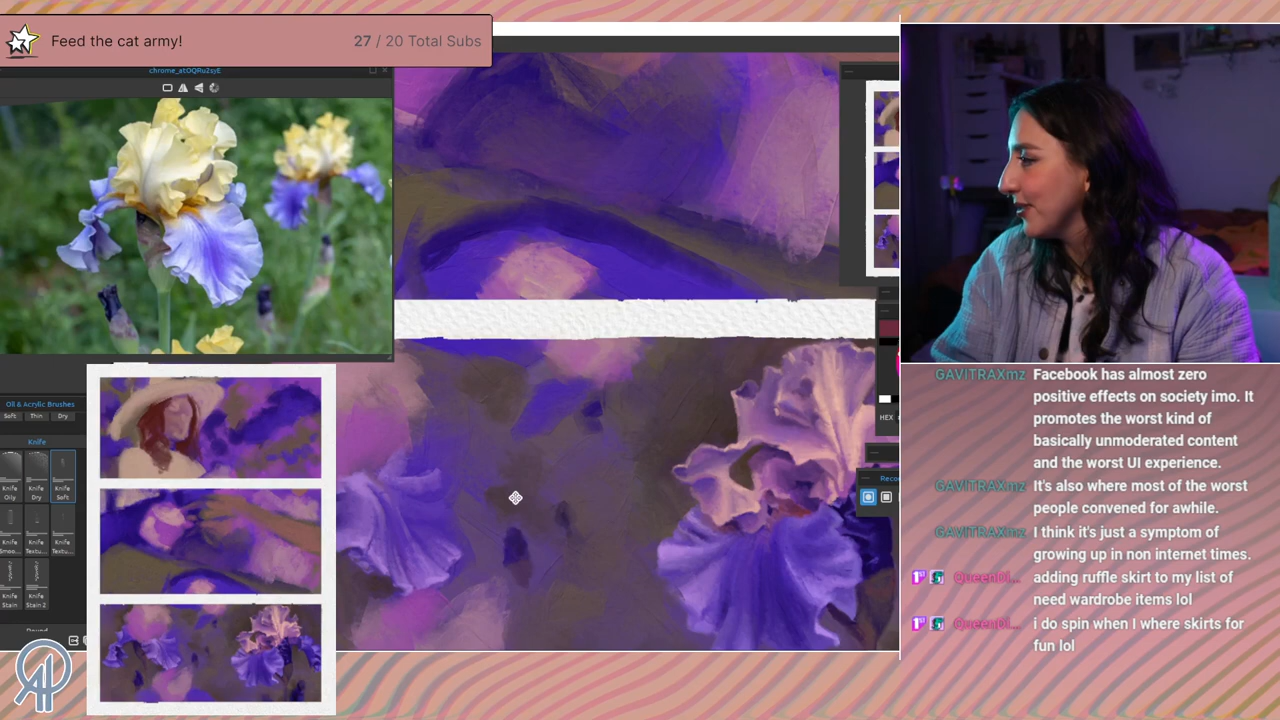 Feed the cat army!
27 / 20 Total Subs
chrome_atOQRu2syE
Oil & Acrylic Brushes
Soft Thin Dry
Knife
Knife Oily
Knife Dry
Knife Soft
Knife
Knife Textu...
Knife Textu...
Knife Stain
Knife Stain 2
HEX
GAVITRAXmz Facebook has almost zero
positive effects on society imo. It
promotes the worst kind of
basically unmoderated content
and the worst UI experience.
GAVITRAXmz It's also where most of the worst
people convened for awhile.
GAVITRAXmz I think it's just a symptom of
growing up in non internet times.
adding ruffle skirt to my list of
need wardrobe items lol
i do spin when I where skirts for
fun lol